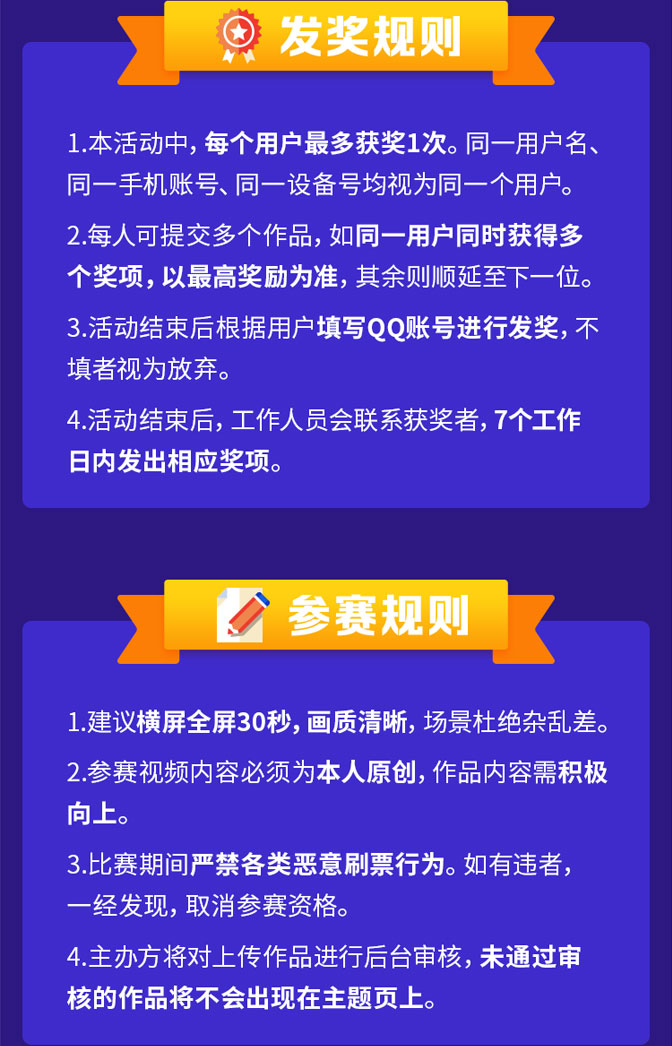 发奖规则
1.本活动中，每个用户最多获奖1次。同一用户名、
同一手机账号、同一设备号均视为同一个用户。
2.每人可提交多个作品，如同一用户同时获得多
个奖项，以最高奖励为准，其余则顺延至下一位。
3.活动结束后根据用户填写QQ账号进行发奖，不
填者视为放弃。
4.活动结束后，工作人员会联系获奖者，7个工作
日内发出相应奖项。
参赛规则
1.建议横屏全屏30秒，画质清晰，场景杜绝杂乱差。
2.参赛视频内容必须为本人原创，作品内容需积极
向上。
3.比赛期间严禁各类恶意刷票行为。如有违者，
一经发现，取消参赛资格。
4.主办方将对上传作品进行后台审核，未通过审
核的作品将不会出现在主题页上。